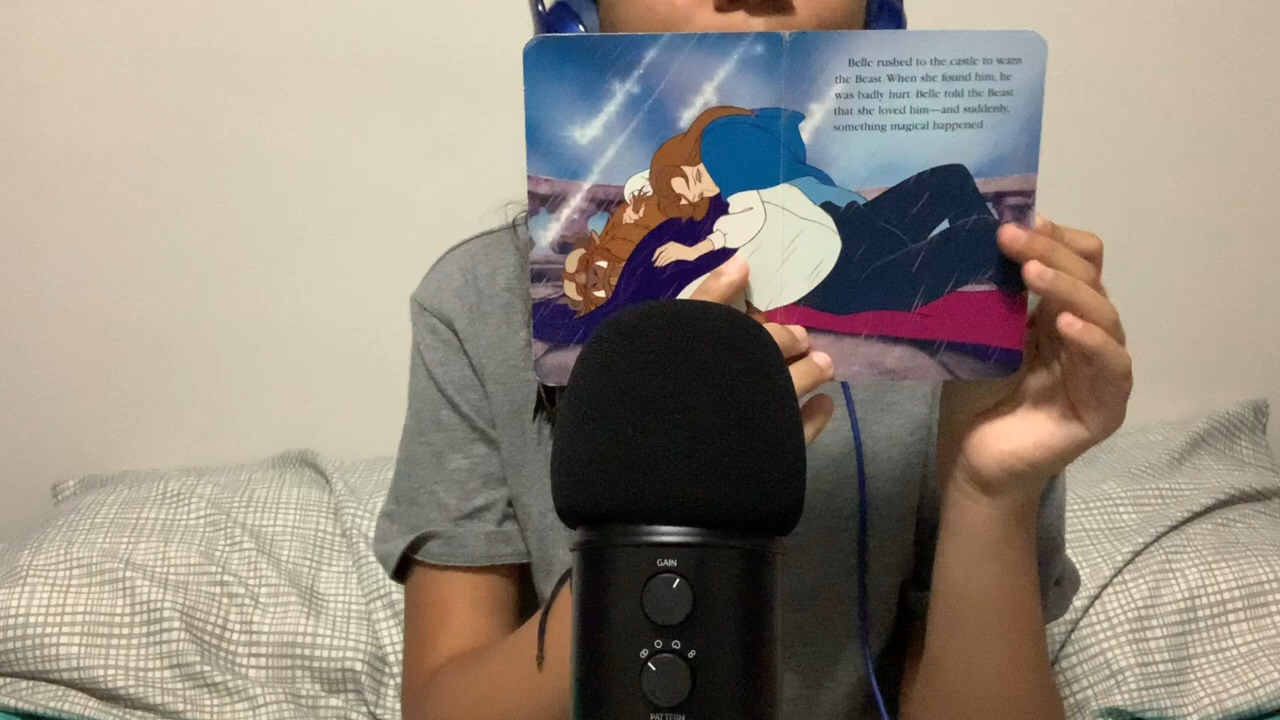 Belle rushed to the castle to warn
the Beast. When she found him, he
was badly hurt. Belle told the Beast
that she loved him—and suddenly,
something magical happened
GAIN
PATTERN